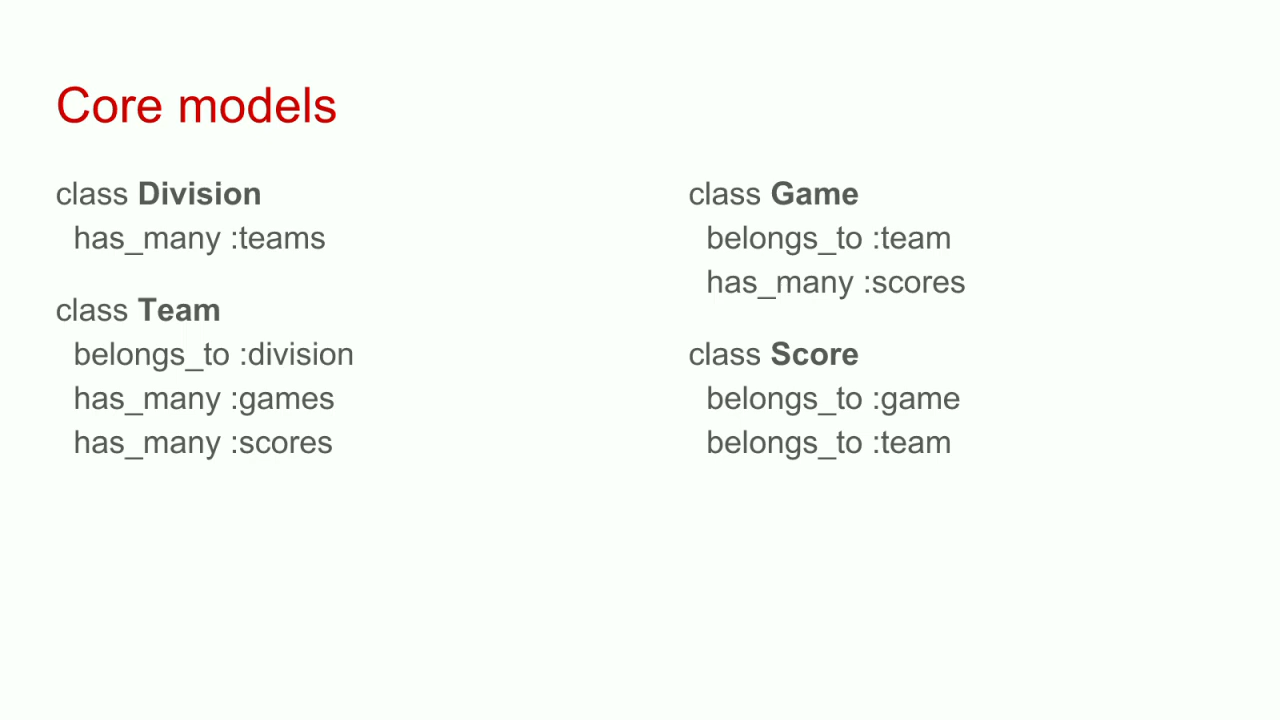 Core models
class Division
has_many :teams
class Team
belongs_to :division
has_many :games
has_many :scores
class Game
belongs_to :team
has_many :scores
class Score
belongs_to :game
belongs_to :team